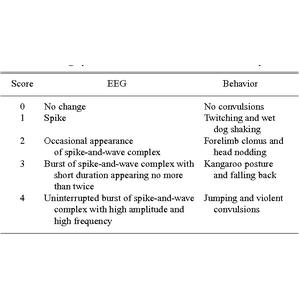 Score EEG Behavior
0 No change No convulsions
1 Spike Twitching and wet
dog shaking
2 Occasional appearance Forelimb clonus and
of spike-and-wave complex head nodding
3 Burst of spike-and-wave complex with Kangaroo posture
short duration appearing no more and falling back
than twice
4 Uninterrupted burst of spike-and-wave Jumping and violent
complex with high amplitude and convulsions
high frequency